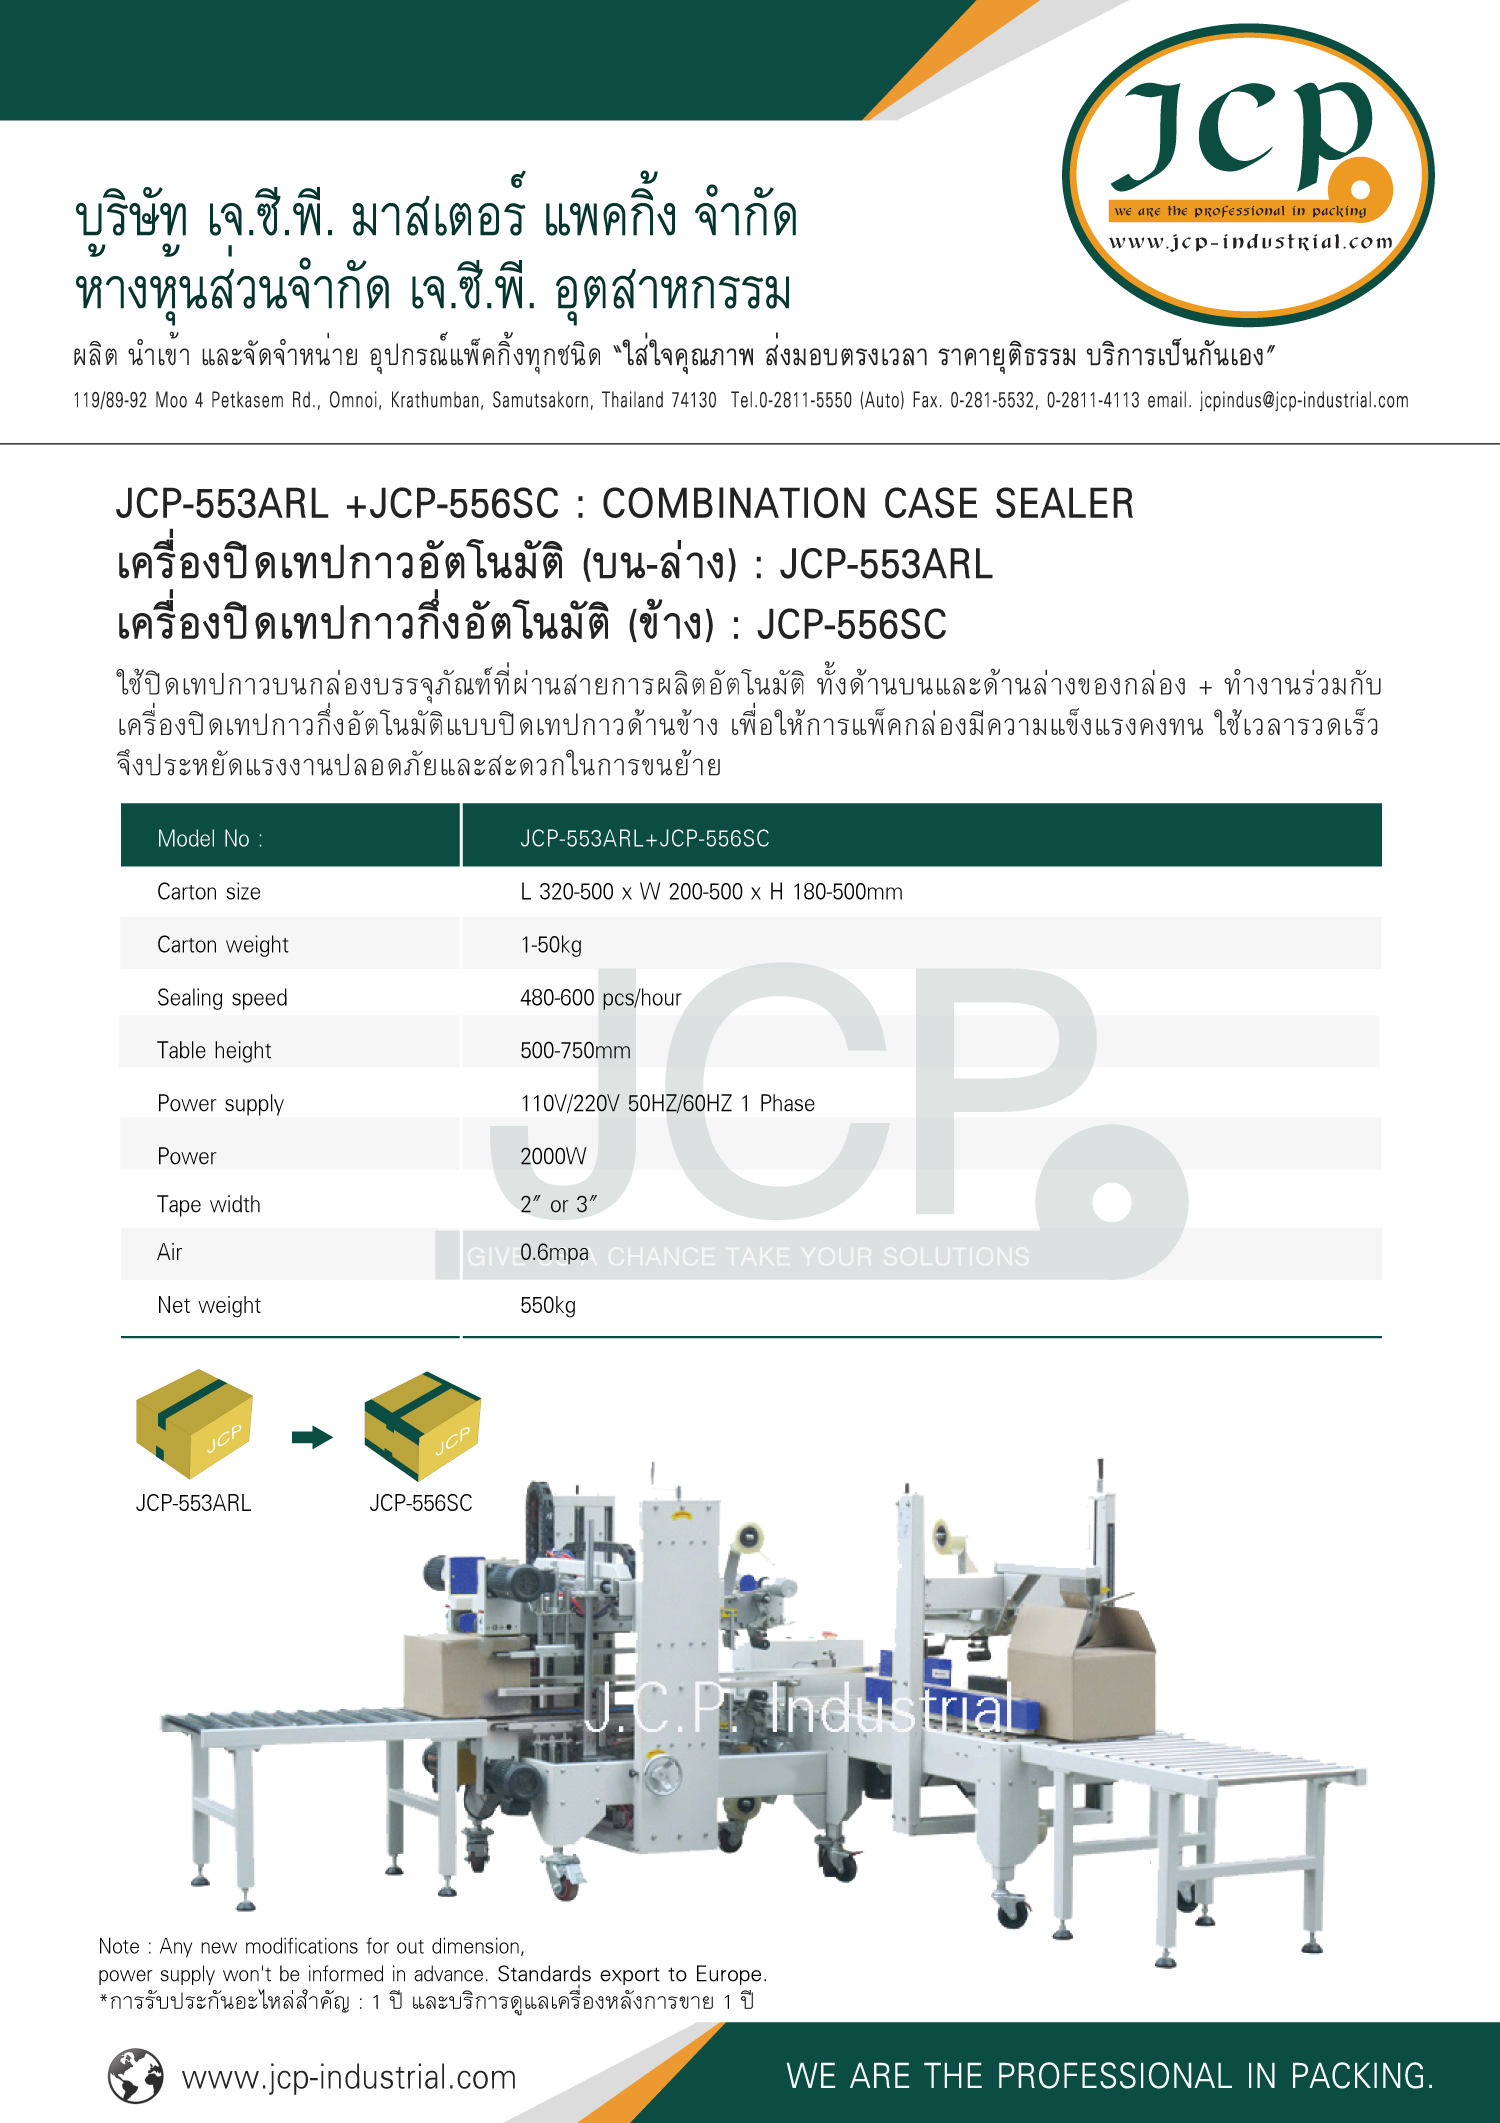 JCP
we are the professional in packing
www.jcp-industrial.com
บริษัท เจ.ซี.พี. มาสเตอร์ แพคกิ้ง จำกัด
ห้างหุ้นส่วนจำกัด เจ.ซี.พี. อุตสาหกรรม
ผลิต นำเข้า และจัดจำหน่าย อุปกรณ์แพ็คกิ้งทุกชนิด "ใส่ใจคุณภาพ ส่งมอบตรงเวลา ราคายุติธรรม บริการเป็นกันเอง"
119/89-92 Moo 4 Petkasem Rd., Omnoi, Krathumban, Samutsakorn, Thailand 74130 Tel.0-2811-5550 (Auto) Fax. 0-281-5532, 0-2811-4113 email. jcpindus@jcp-industrial.com
JCP-553ARL +JCP-556SC : COMBINATION CASE SEALER
เครื่องปิดเทปกาวอัตโนมัติ (บน-ล่าง) : JCP-553ARL
เครื่องปิดเทปกาวกึ่งอัตโนมัติ (ข้าง) : JCP-556SC
ใช้ปิดเทปกาวบนกล่องบรรจุภัณฑ์ที่ผ่านสายการผลิตอัตโนมัติ ทั้งด้านบนและด้านล่างของกล่อง + ทำงานร่วมกับ
เครื่องปิดเทปกาวกึ่งอัตโนมัติแบบปิดเทปกาวด้านข้าง เพื่อให้การแพ็คกล่องมีความแข็งแรงคงทน ใช้เวลารวดเร็ว
จึงประหยัดแรงงานปลอดภัยและสะดวกในการขนย้าย
Model No : JCP-553ARL+JCP-556SC
Carton size L 320-500 x W 200-500 x H 180-500mm
Carton weight 1-50kg
Sealing speed 480-600 pcs/hour
Table height 500-750mm
Power supply 110V/220V 50HZ/60HZ 1 Phase
Power 2000W
Tape width 2" or 3"
Air 0.6mpa
Net weight 550kg
JCP
GIVE US A CHANCE TAKE YOUR SOLUTIONS
JCP
JCP
JCP-553ARL
JCP-556SC
J.C.P. Industrial
Note : Any new modifications for out dimension,
power supply won't be informed in advance. Standards export to Europe.
*การรับประกันอะไหล่สำคัญ : 1 ปี และบริการดูแลเครื่องหลังการขาย 1 ปี
www.jcp-industrial.com
WE ARE THE PROFESSIONAL IN PACKING.